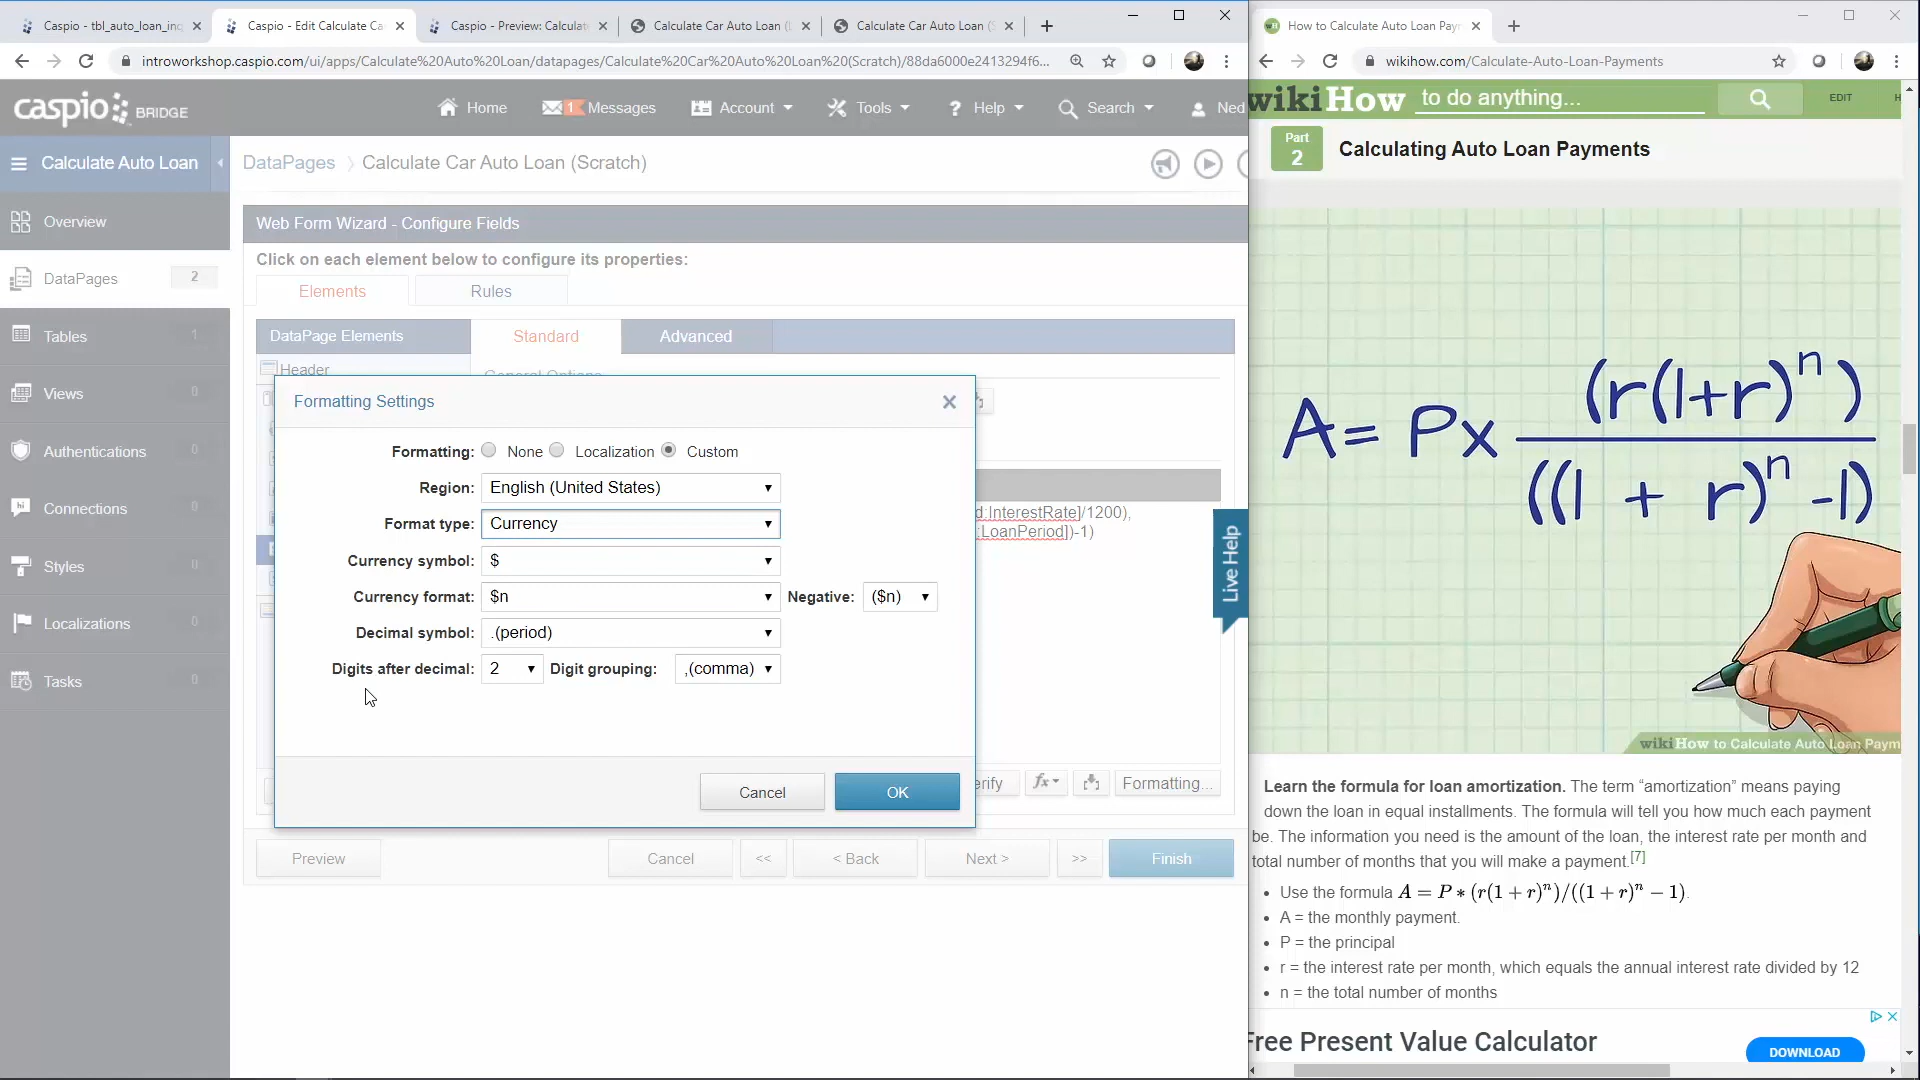 Caspio - tbl_auto_loan_inq
Caspio - Edit Calculate Ca
Caspio - Preview: Calculat
Calculate Car Auto Loan (
Calculate Car Auto Loan (S
introworkshop.caspio.com/ui/apps/Calculate%20Auto%20Loan/datapages/Calculate%20Car%20Auto%20Loan%20(Scratch)/88da6000e2413294f6...
caspio BRIDGE
Home
1
Messages
Account
Tools
? Help
Search
Ned
Calculate Auto Loan
DataPages
Calculate Car Auto Loan (Scratch)
Overview
DataPages
2
Tables
1
Views
0
Authentications
0
Connections
0
Styles
0
Localizations
0
Tasks
0
Web Form Wizard - Configure Fields
Click on each element below to configure its properties:
Elements
Rules
DataPage Elements
Standard
Advanced
Header
General Options
d:InterestRate]/1200),
:LoanPeriod])-1)
Formatting Settings
Formatting:
None
Localization
Custom
Region:
English (United States)
Format type:
Currency
Currency symbol:
$
Currency format:
$n
Negative:
($n)
Decimal symbol:
.(period)
Digits after decimal:
2
Digit grouping:
,(comma)
Cancel
OK
erify
fx
Formatting...
Preview
Cancel
<<
< Back
Next >
>>
Finish
Live Help
How to Calculate Auto Loan Pay
wikihow.com/Calculate-Auto-Loan-Payments
wikiHow
to do anything...
EDIT
H
Part
2
Calculating Auto Loan Payments
A= Px (r(1+r)^n) / ((1 + r)^n -1)
wikiHow to Calculate Auto Loan Paym
Learn the formula for loan amortization. The term “amortization” means paying
down the loan in equal installments. The formula will tell you how much each payment
be. The information you need is the amount of the loan, the interest rate per month and
total number of months that you will make a payment.[7]
• Use the formula A = P * (r(1 + r)^n)/((1 + r)^n − 1).
• A = the monthly payment.
• P = the principal
• r = the interest rate per month, which equals the annual interest rate divided by 12
• n = the total number of months
Free Present Value Calculator
DOWNLOAD